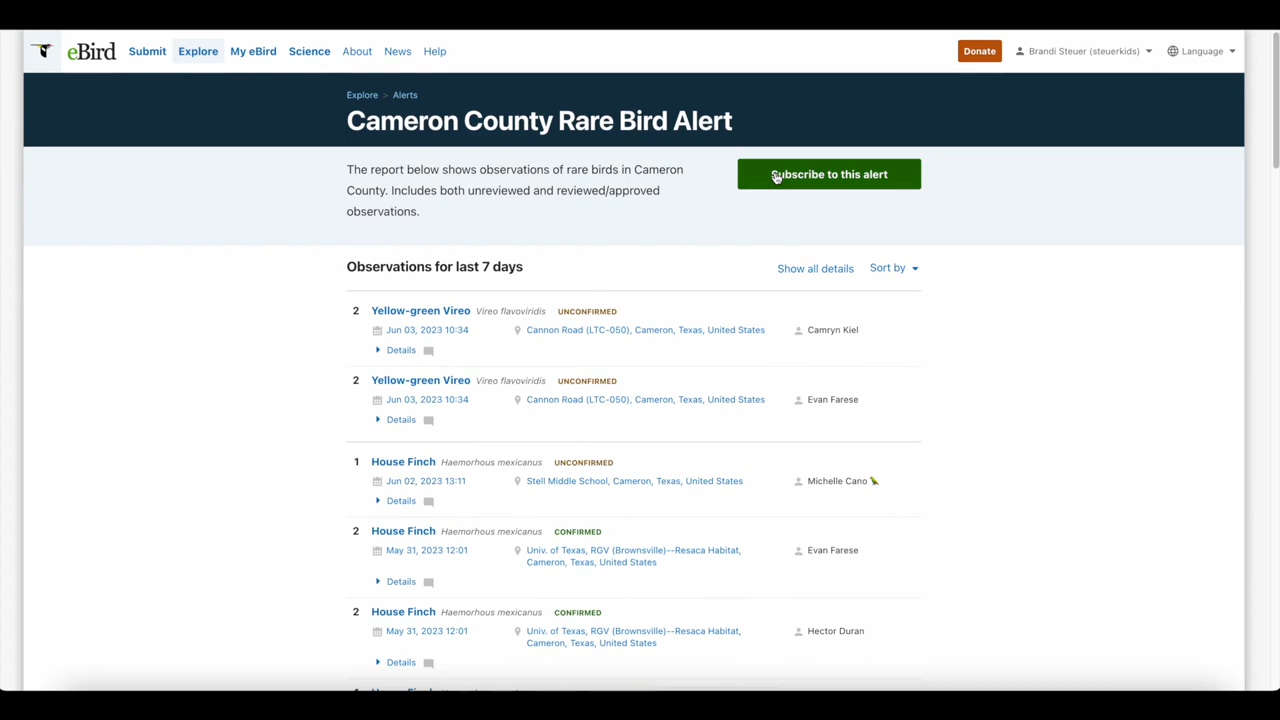 eBird Submit Explore My eBird Science About News Help Donate Brandi Steuer (steuerkids) Language
Explore > Alerts
Cameron County Rare Bird Alert
The report below shows observations of rare birds in Cameron
County. Includes both unreviewed and reviewed/approved
observations.
Subscribe to this alert
Observations for last 7 days Show all details Sort by
2 Yellow-green Vireo Vireo flavoviridis UNCONFIRMED
Jun 03, 2023 10:34 Cannon Road (LTC-050), Cameron, Texas, United States Camryn Kiel
Details
2 Yellow-green Vireo Vireo flavoviridis UNCONFIRMED
Jun 03, 2023 10:34 Cannon Road (LTC-050), Cameron, Texas, United States Evan Farese
Details
1 House Finch Haemorhous mexicanus UNCONFIRMED
Jun 02, 2023 13:11 Stell Middle School, Cameron, Texas, United States Michelle Cano
Details
2 House Finch Haemorhous mexicanus CONFIRMED
May 31, 2023 12:01 Univ. of Texas, RGV (Brownsville)--Resaca Habitat, Evan Farese
Cameron, Texas, United States
Details
2 House Finch Haemorhous mexicanus CONFIRMED
May 31, 2023 12:01 Univ. of Texas, RGV (Brownsville)--Resaca Habitat, Hector Duran
Cameron, Texas, United States
Details